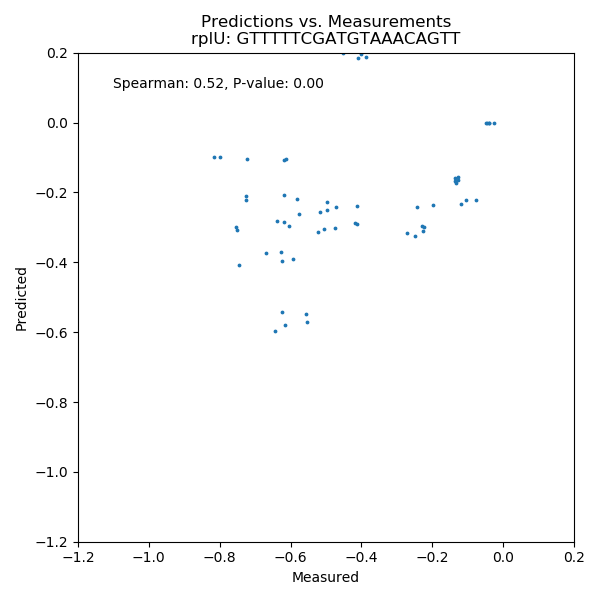 Predictions vs. Measurements
rplU: GTTTTTCGATGTAAACAGTT
Spearman: 0.52, P-value: 0.00
0.2
0.0
−0.2
−0.4
−0.6
−0.8
−1.0
−1.2
Predicted
−1.2 −1.0 −0.8 −0.6 −0.4 −0.2 0.0 0.2
Measured